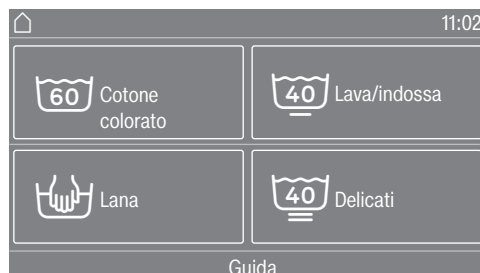 11:02
60 Cotone
colorato
40 Lava/indossa
Lana
40 Delicati
Guida